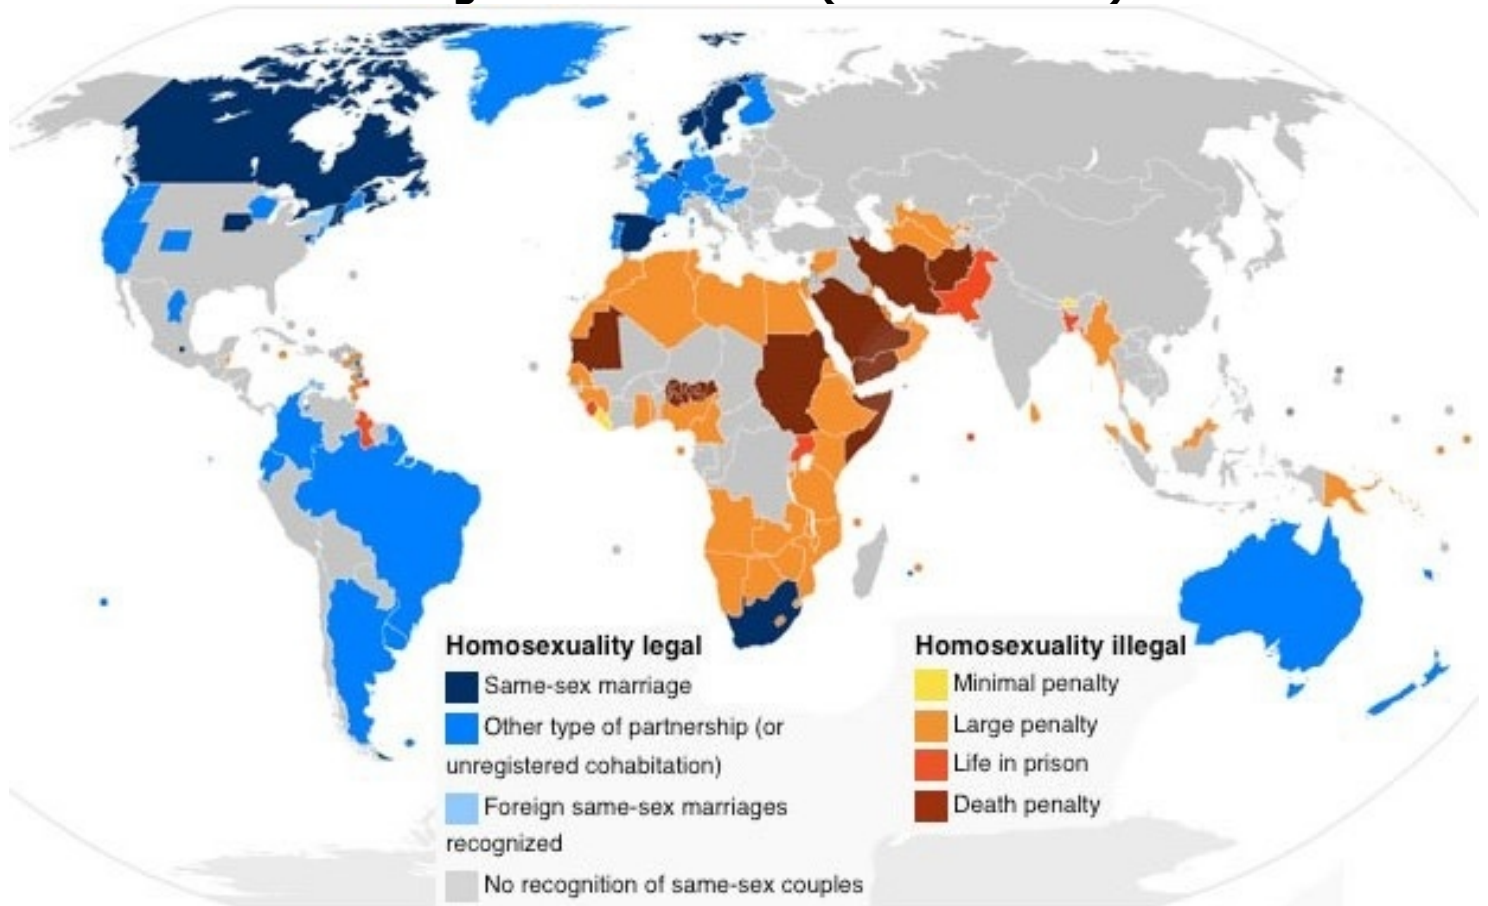 Homosexuality legal
Same-sex marriage
Other type of partnership (or
unregistered cohabitation)
Foreign same-sex marriages
recognized
No recognition of same-sex couples
Homosexuality illegal
Minimal penalty
Large penalty
Life in prison
Death penalty